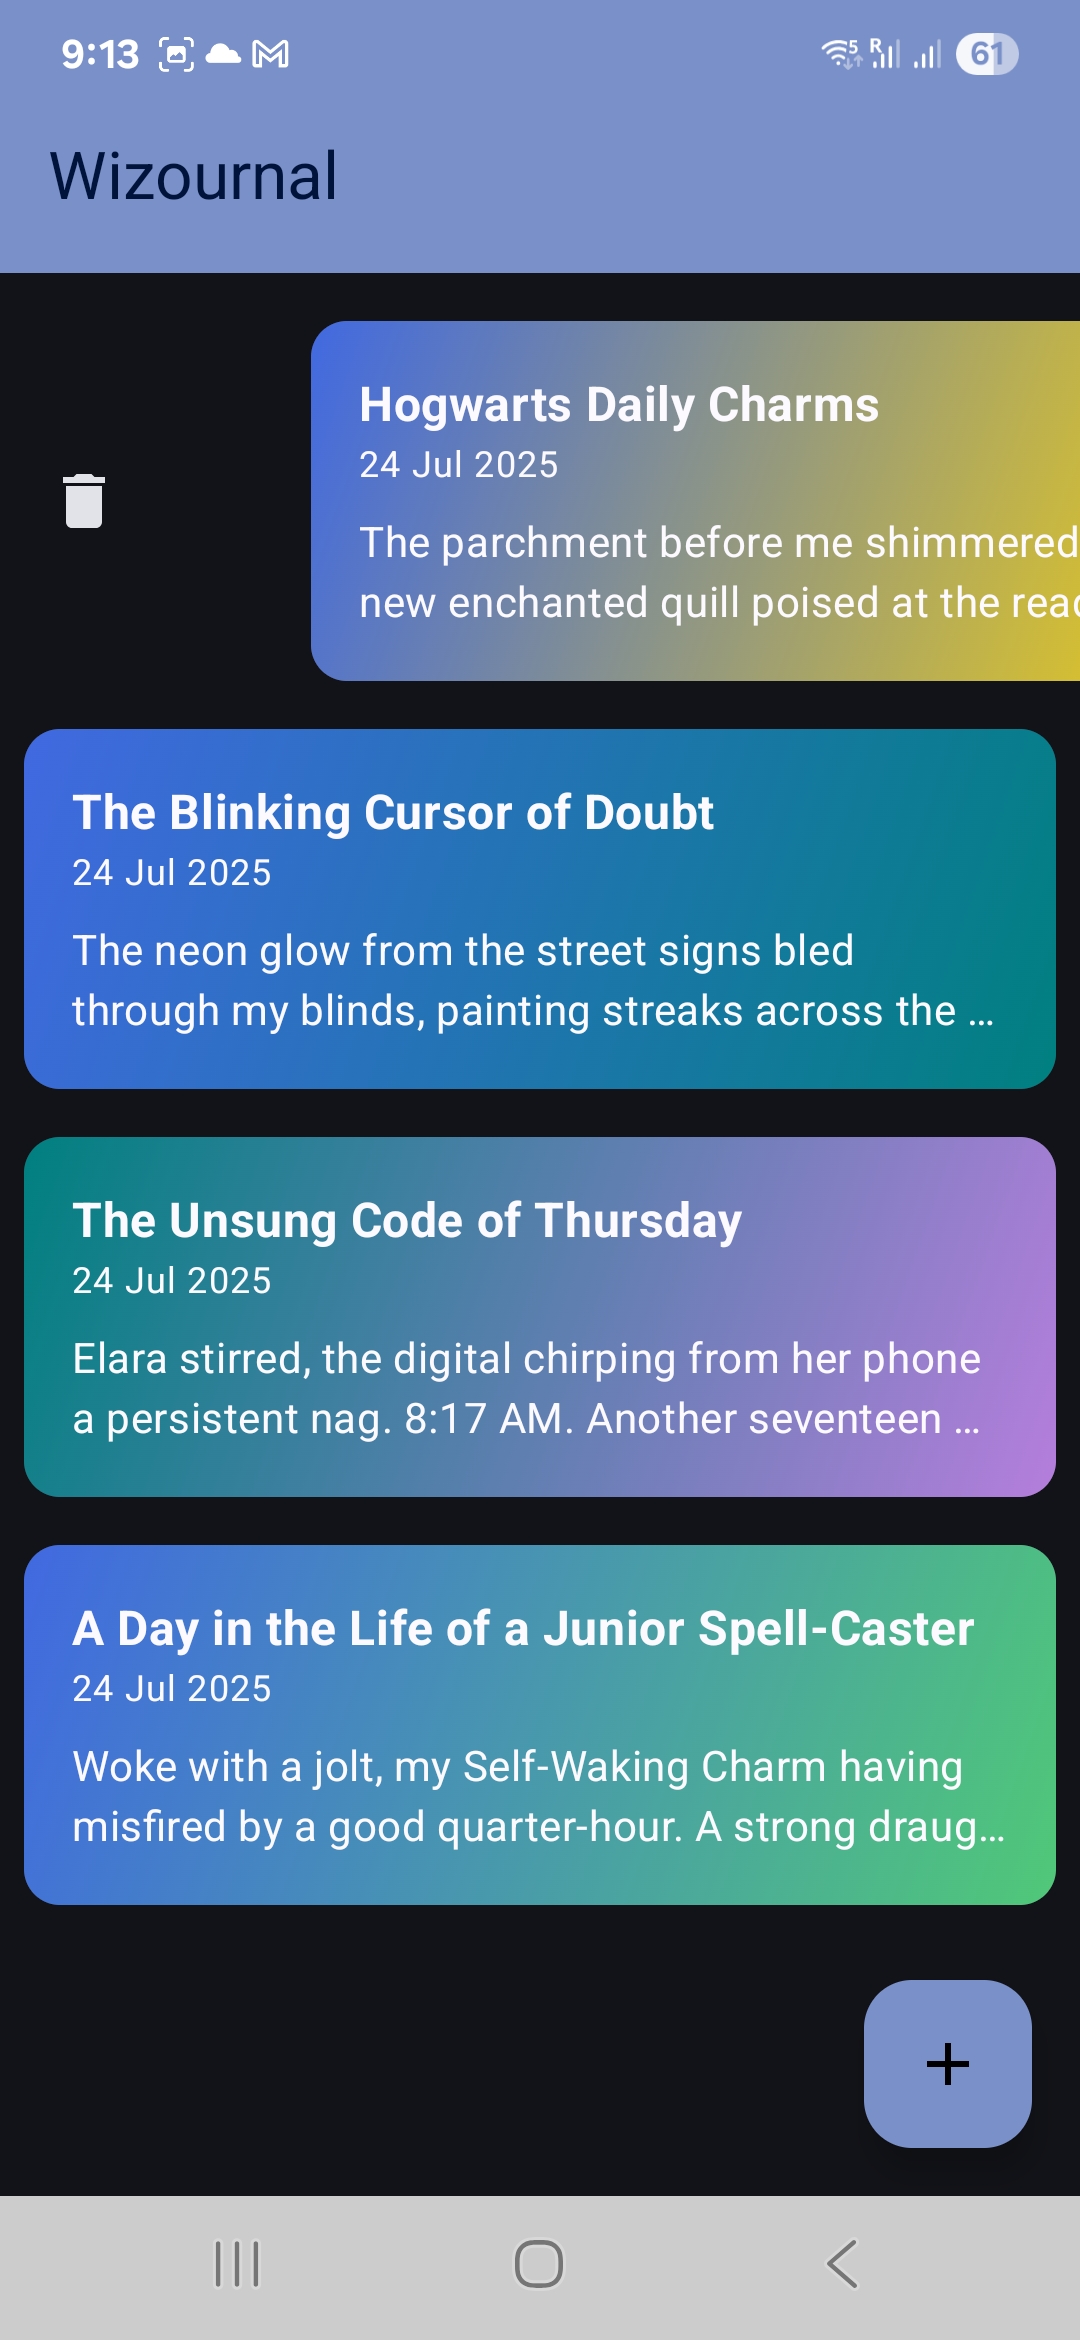 9:13
5
R
61
Wizournal
Hogwarts Daily Charms
24 Jul 2025
The parchment before me shimmered
new enchanted quill poised at the
The Blinking Cursor of Doubt
24 Jul 2025
The neon glow from the street signs bled
through my blinds, painting streaks across the ...
The Unsung Code of Thursday
24 Jul 2025
Elara stirred, the digital chirping from her phone
a persistent nag. 8:17 AM. Another seventeen ...
A Day in the Life of a Junior Spell-Caster
24 Jul 2025
Woke with a jolt, my Self-Waking Charm having
misfired by a good quarter-hour. A strong draug...